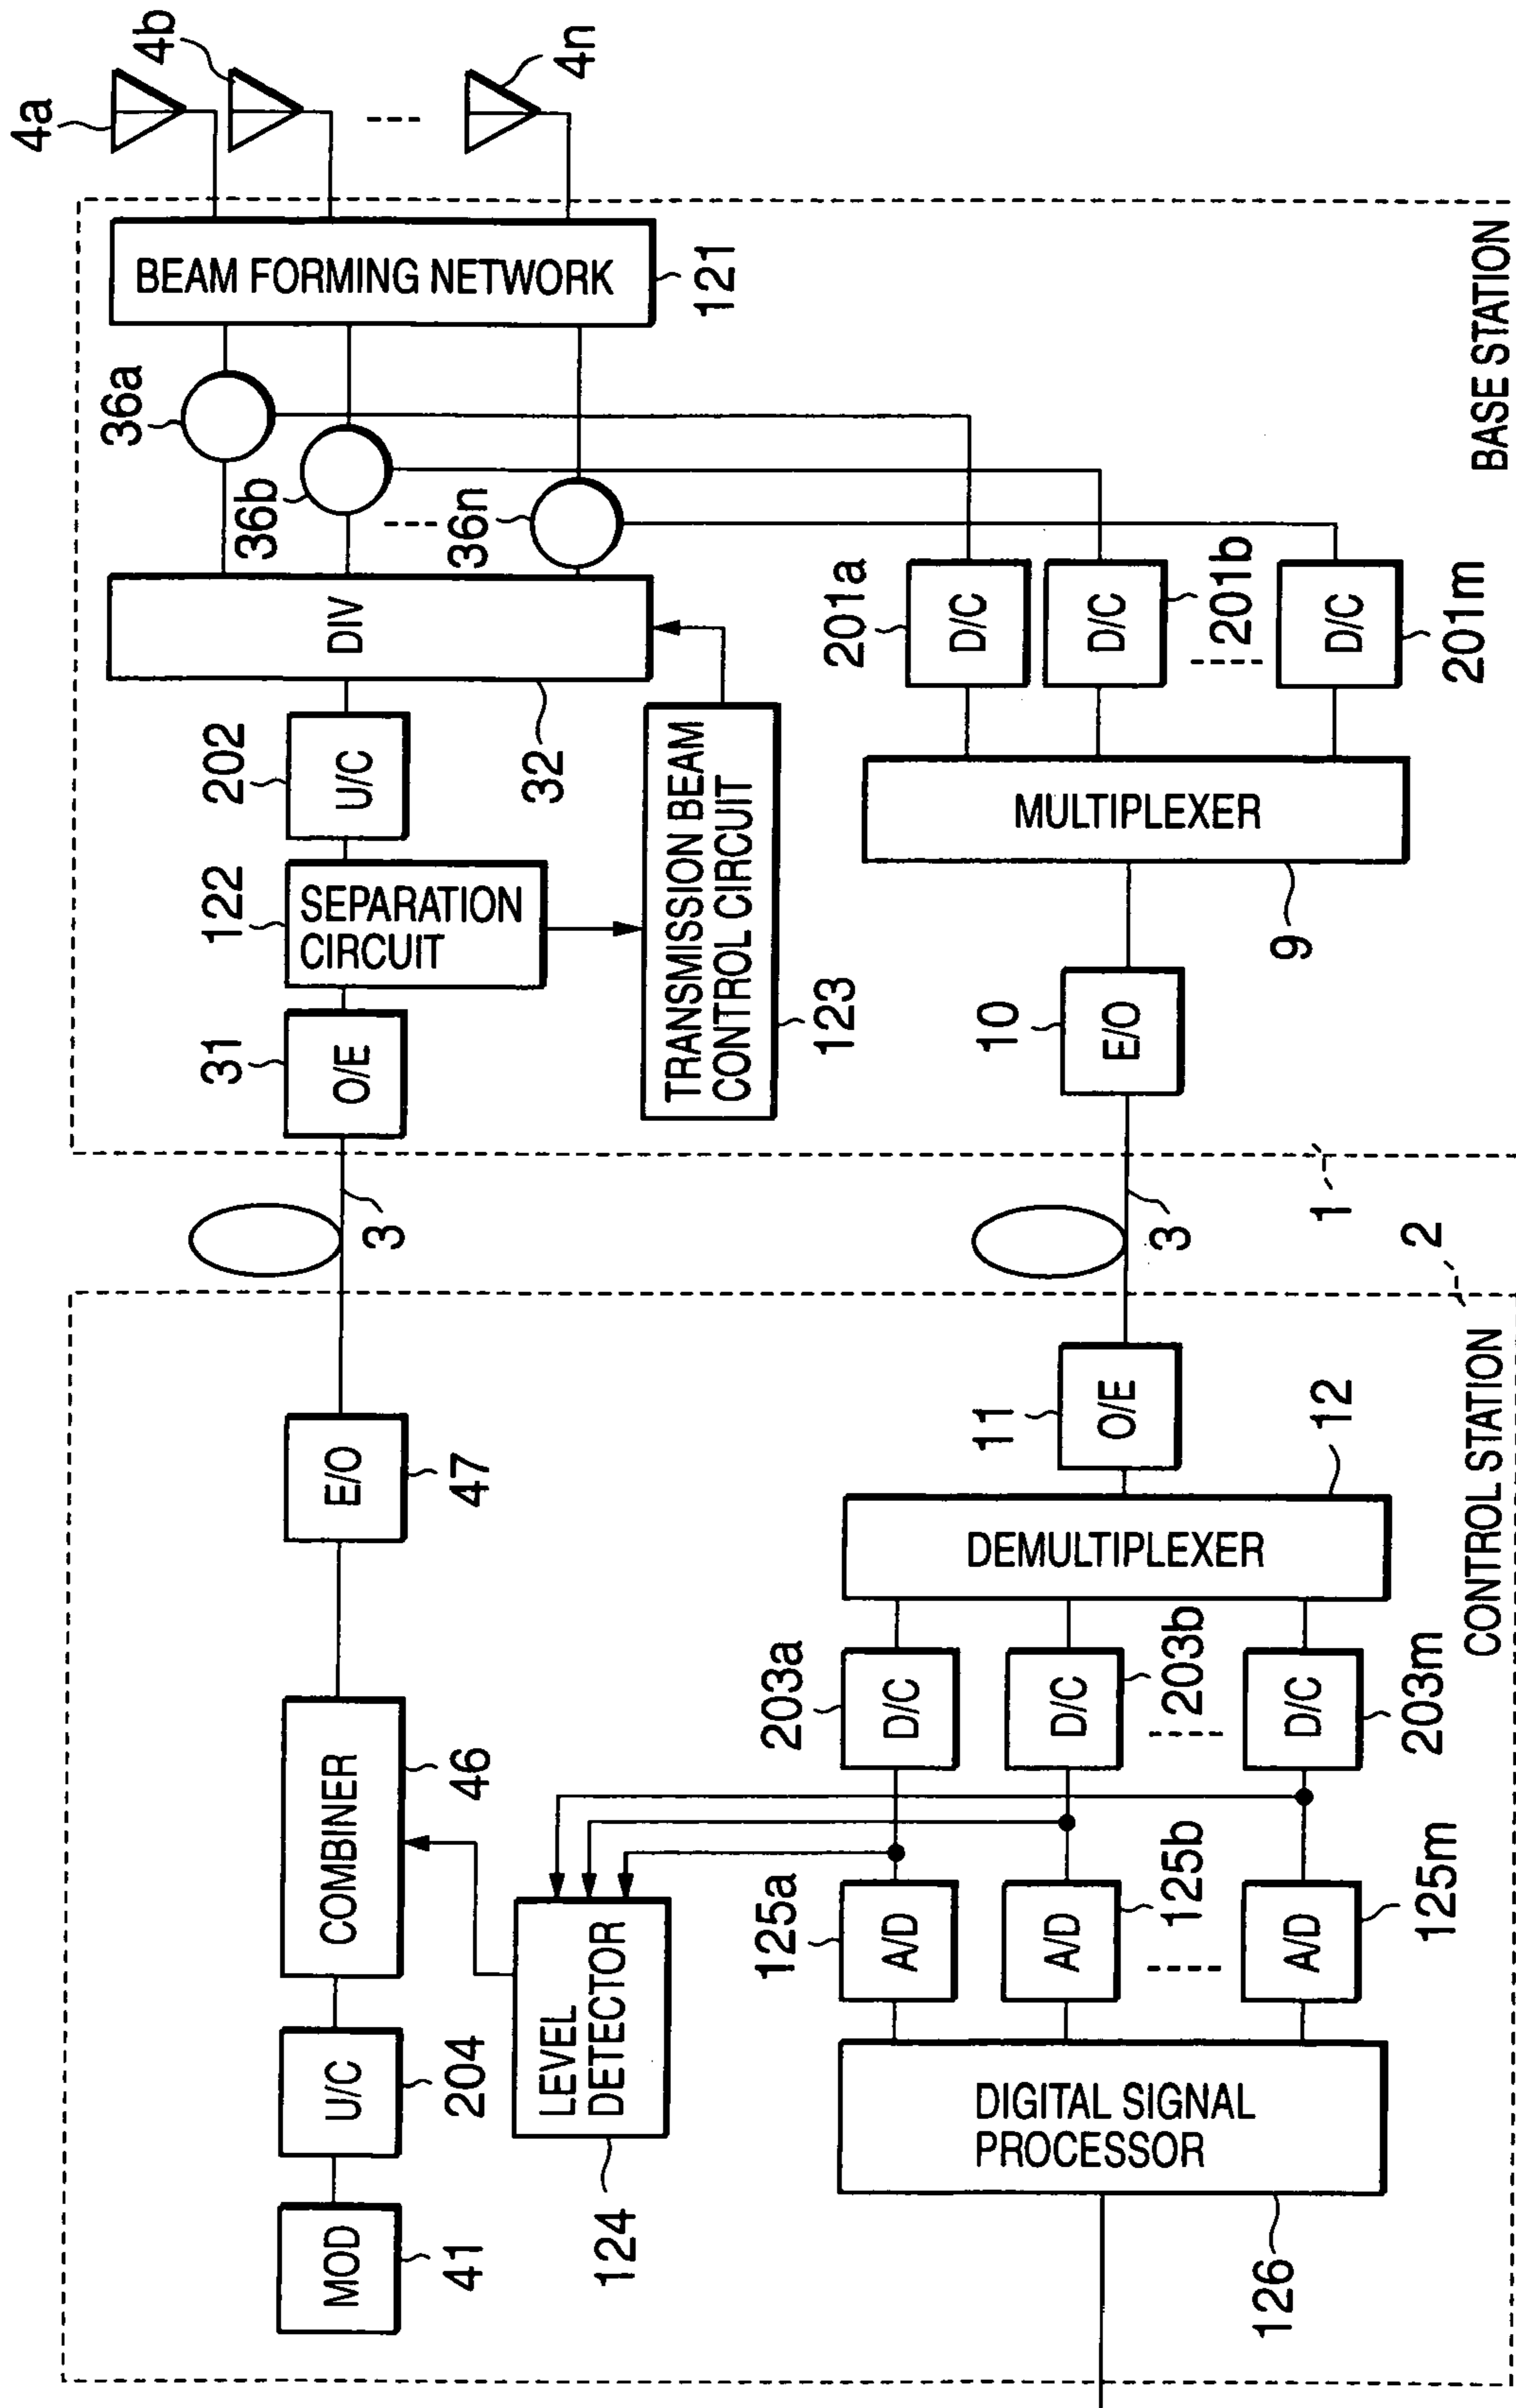 4a
4b
4n
BEAM FORMING NETWORK
121
36a
36b
36n
DIV
32
202
U/C
122
SEPARATION
CIRCUIT
31
O/E
TRANSMISSION BEAM
CONTROL CIRCUIT
123
201a
D/C
D/C
201b
D/C
201m
MULTIPLEXER
9
10
E/O
BASE STATION
1
3
3
2
E/O
47
COMBINER
46
U/C
204
MOD
41
LEVEL
DETECTOR
124
11
O/E
12
DEMULTIPLEXER
203a
D/C
D/C
203b
D/C
203m
125a
A/D
A/D
125b
A/D
125m
DIGITAL SIGNAL
PROCESSOR
126
CONTROL STATION